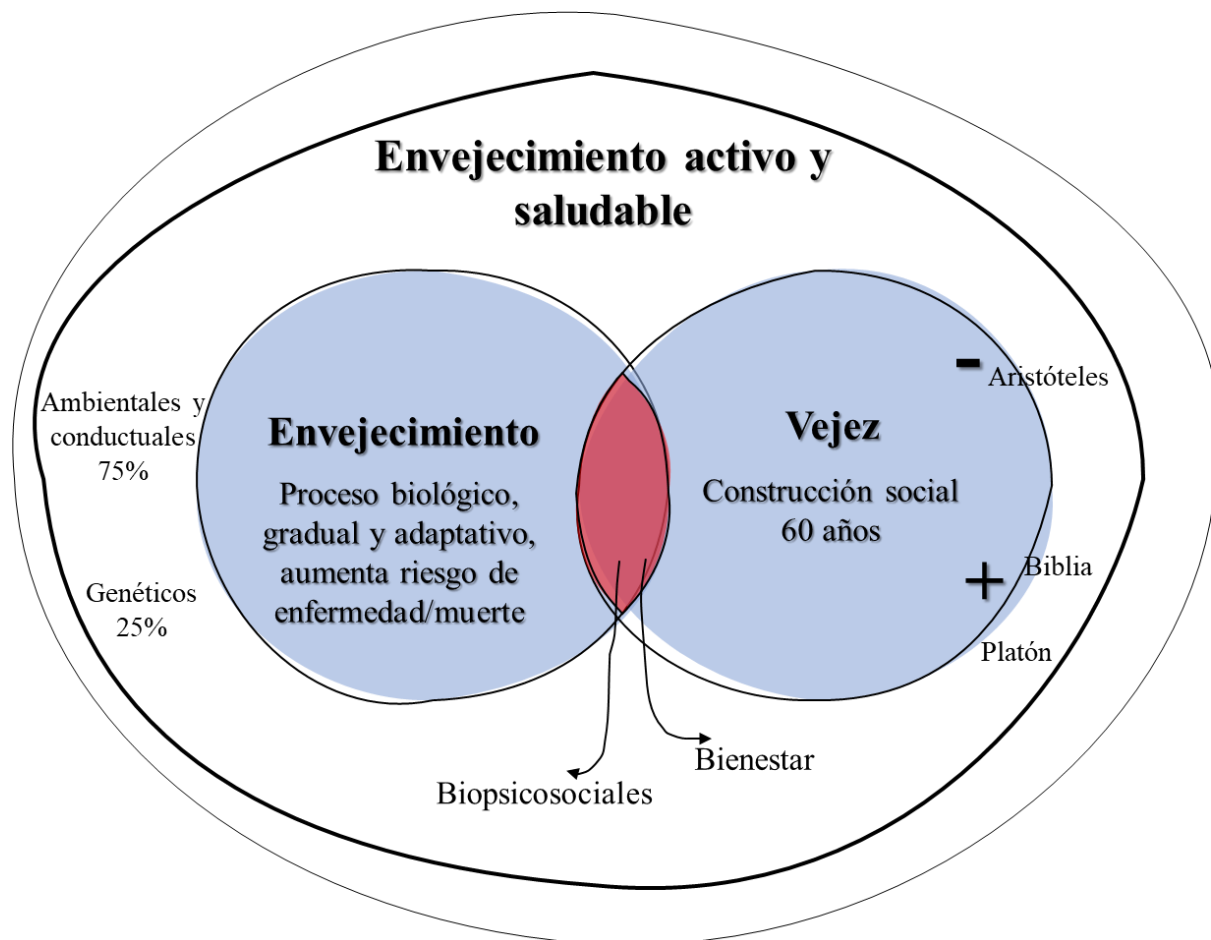 Envejecimiento activo y
saludable
Ambientales y
conductuales
75%
Genéticos
25%
Envejecimiento
Proceso biológico,
gradual y adaptativo,
aumenta riesgo de
enfermedad/muerte
Vejez
Construcción social
60 años
-
Aristóteles
+
Biblia
Platón
Bienestar
Biopsicosociales